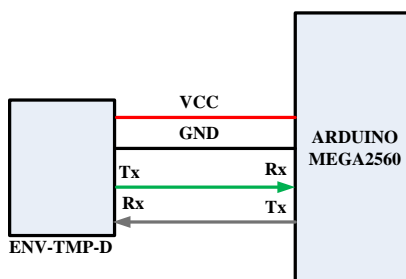 VCC
GND
ARDUINO
MEGA2560
Tx
Rx
Rx
Tx
ENV-TMP-D